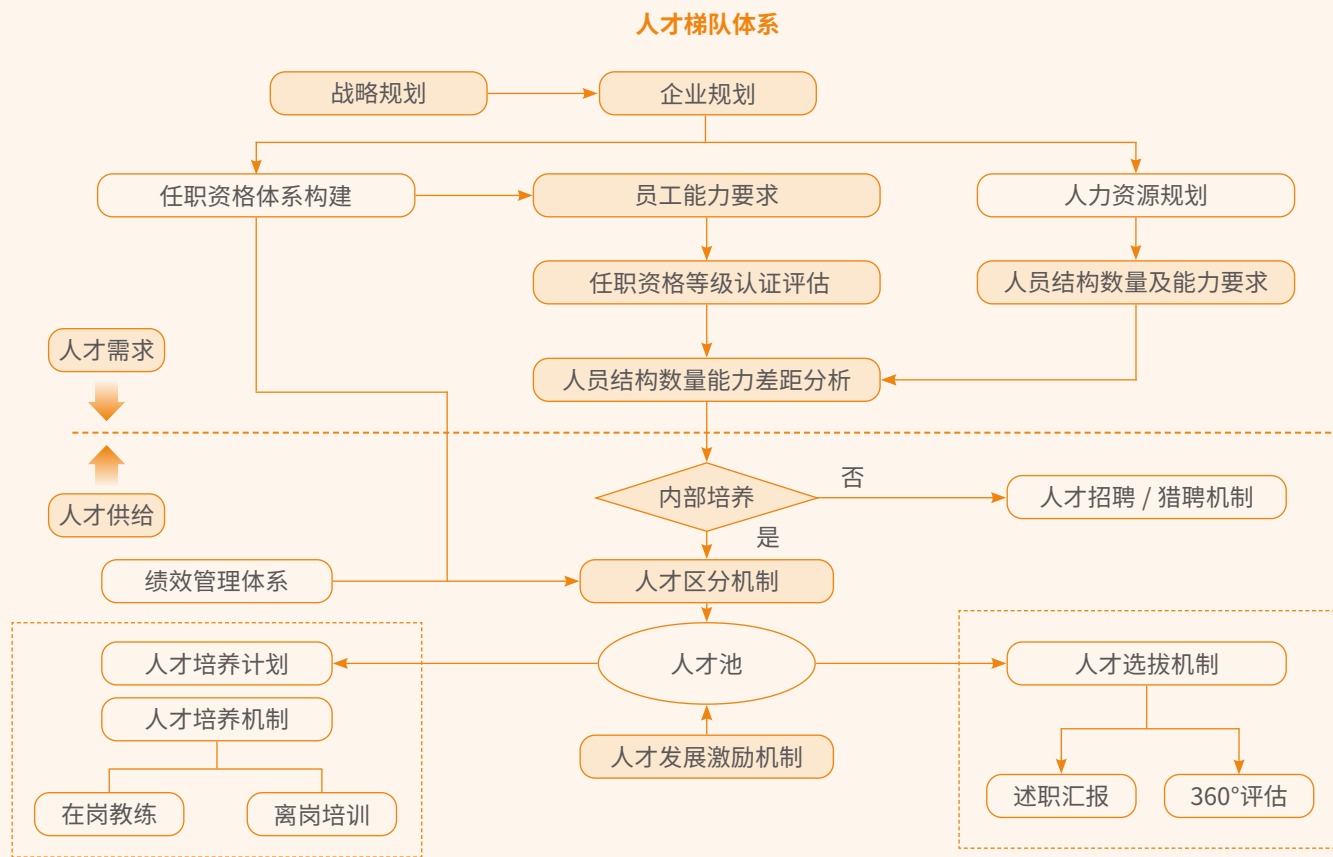 人才梯队体系
战略规划
企业规划
任职资格体系构建
员工能力要求
人力资源规划
任职资格等级认证评估
人员结构数量及能力要求
人才需求
人员结构数量能力差距分析
内部培养
否
人才招聘 / 猎聘机制
人才供给
是
绩效管理体系
人才区分机制
人才培养计划
人才池
人才选拔机制
人才培养机制
人才发展激励机制
在岗教练
离岗培训
述职汇报
360°评估